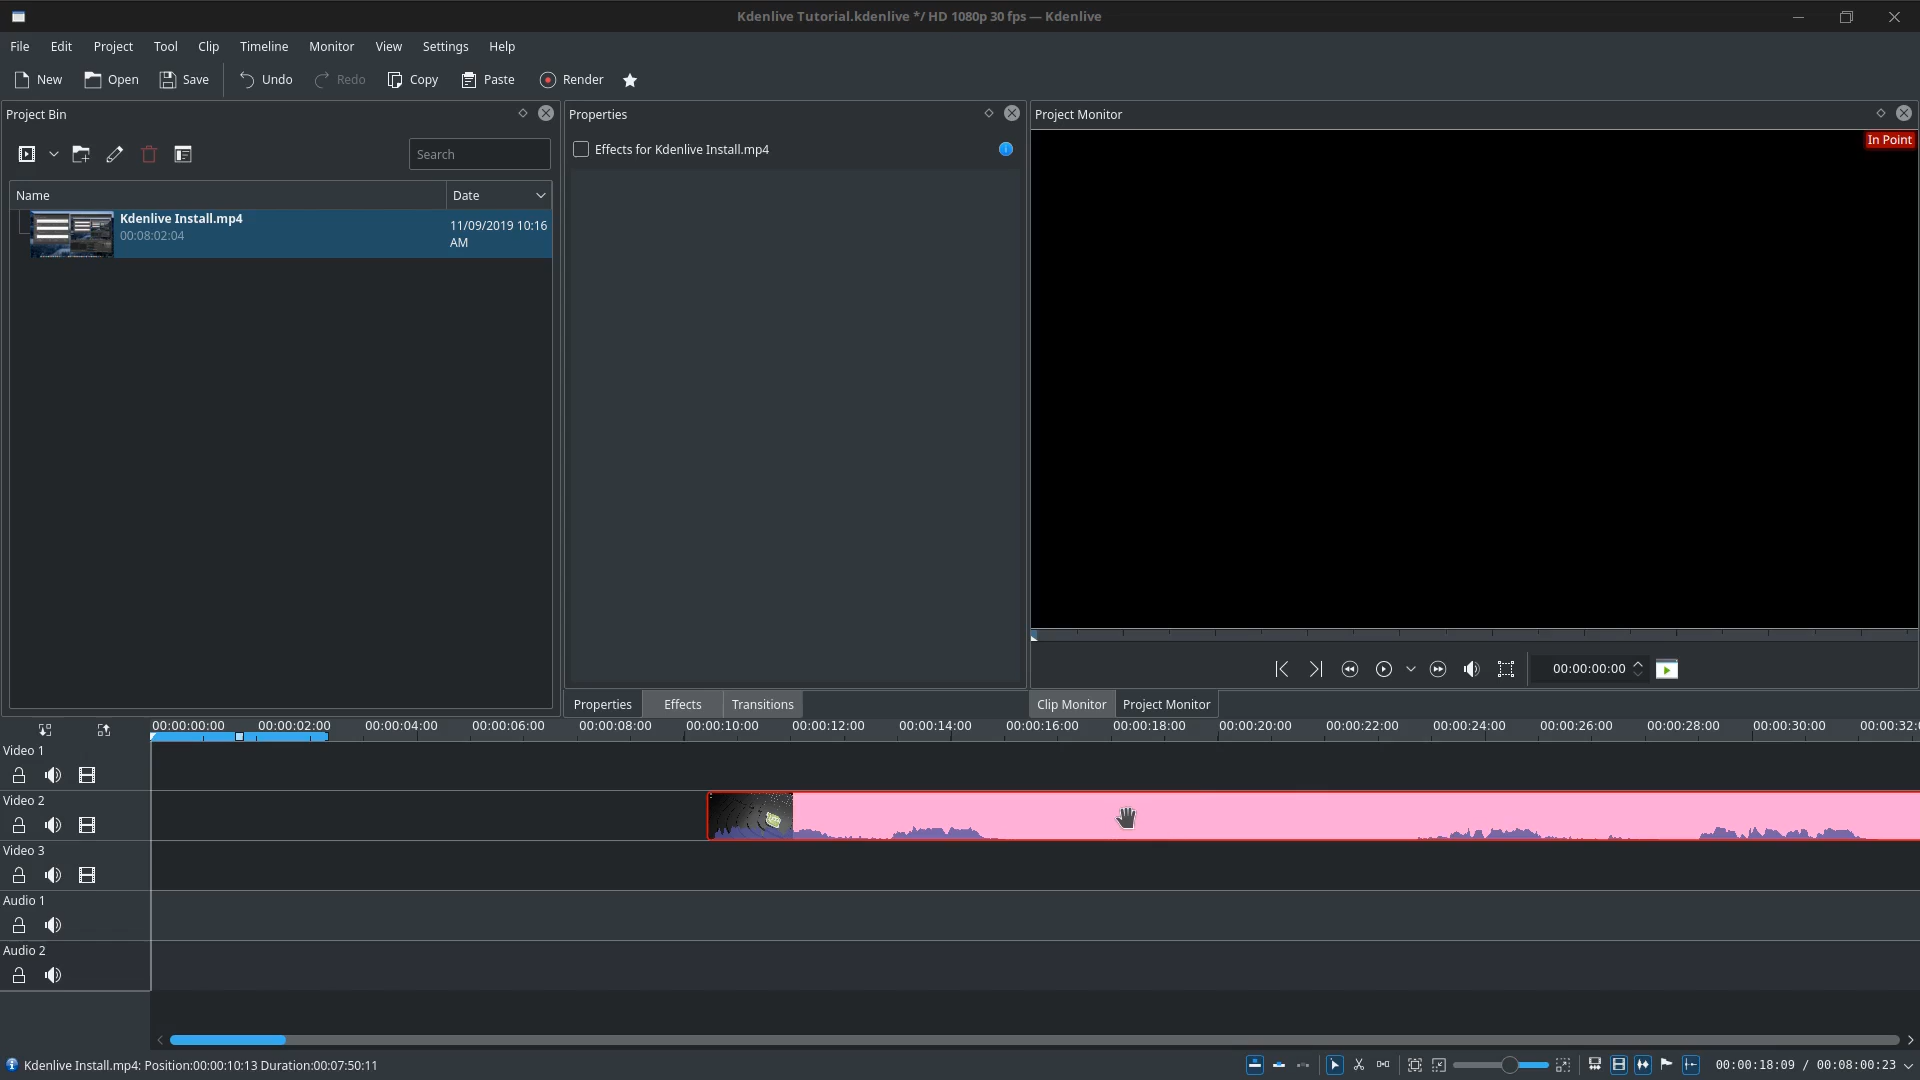 Kdenlive Tutorial.kdenlive */ HD 1080p 30 fps — Kdenlive
File Edit Project Tool Clip Timeline Monitor View Settings Help
New Open Save Undo Redo Copy Paste Render
Project Bin
Properties
Project Monitor
In Point
Search
Effects for Kdenlive Install.mp4
Name Date
Kdenlive Install.mp4
00:08:02:04
11/09/2019 10:16
AM
00:00:00:00
Properties Effects Transitions
Clip Monitor Project Monitor
00:00:00:00 00:00:02:00 00:00:04:00 00:00:06:00 00:00:08:00 00:00:10:00 00:00:12:00 00:00:14:00 00:00:16:00 00:00:18:00 00:00:20:00 00:00:22:00 00:00:24:00 00:00:26:00 00:00:28:00 00:00:30:00 00:00:32:
Video 1
Video 2
Video 3
Audio 1
Audio 2
Kdenlive Install.mp4: Position:00:00:10:13 Duration:00:07:50:11
00:00:18:09 / 00:08:00:23